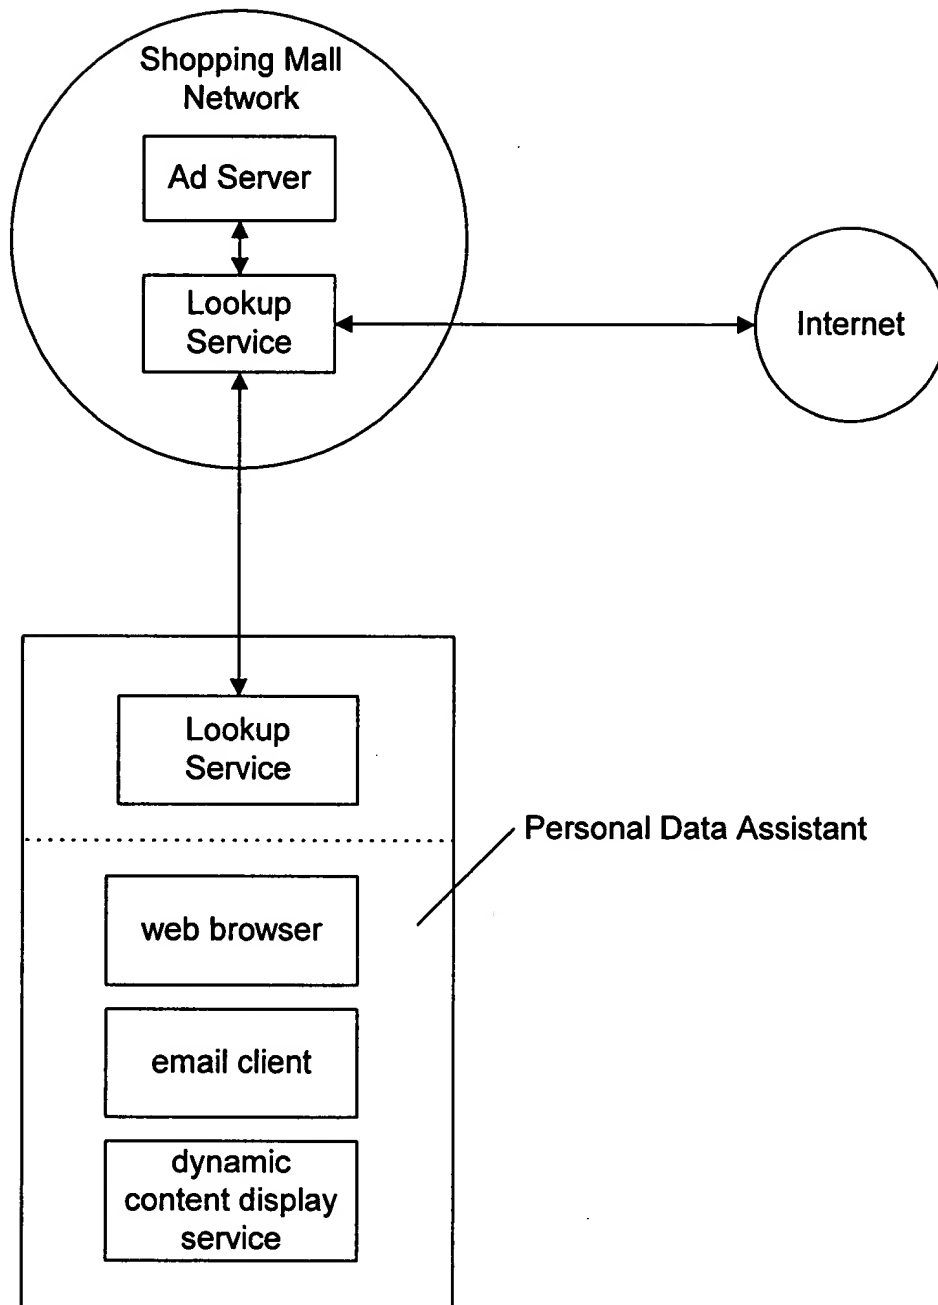 Shopping Mall
Network
Ad Server
Lookup
Service
Internet
Lookup
Service
Personal Data Assistant
web browser
email client
dynamic
content display
service